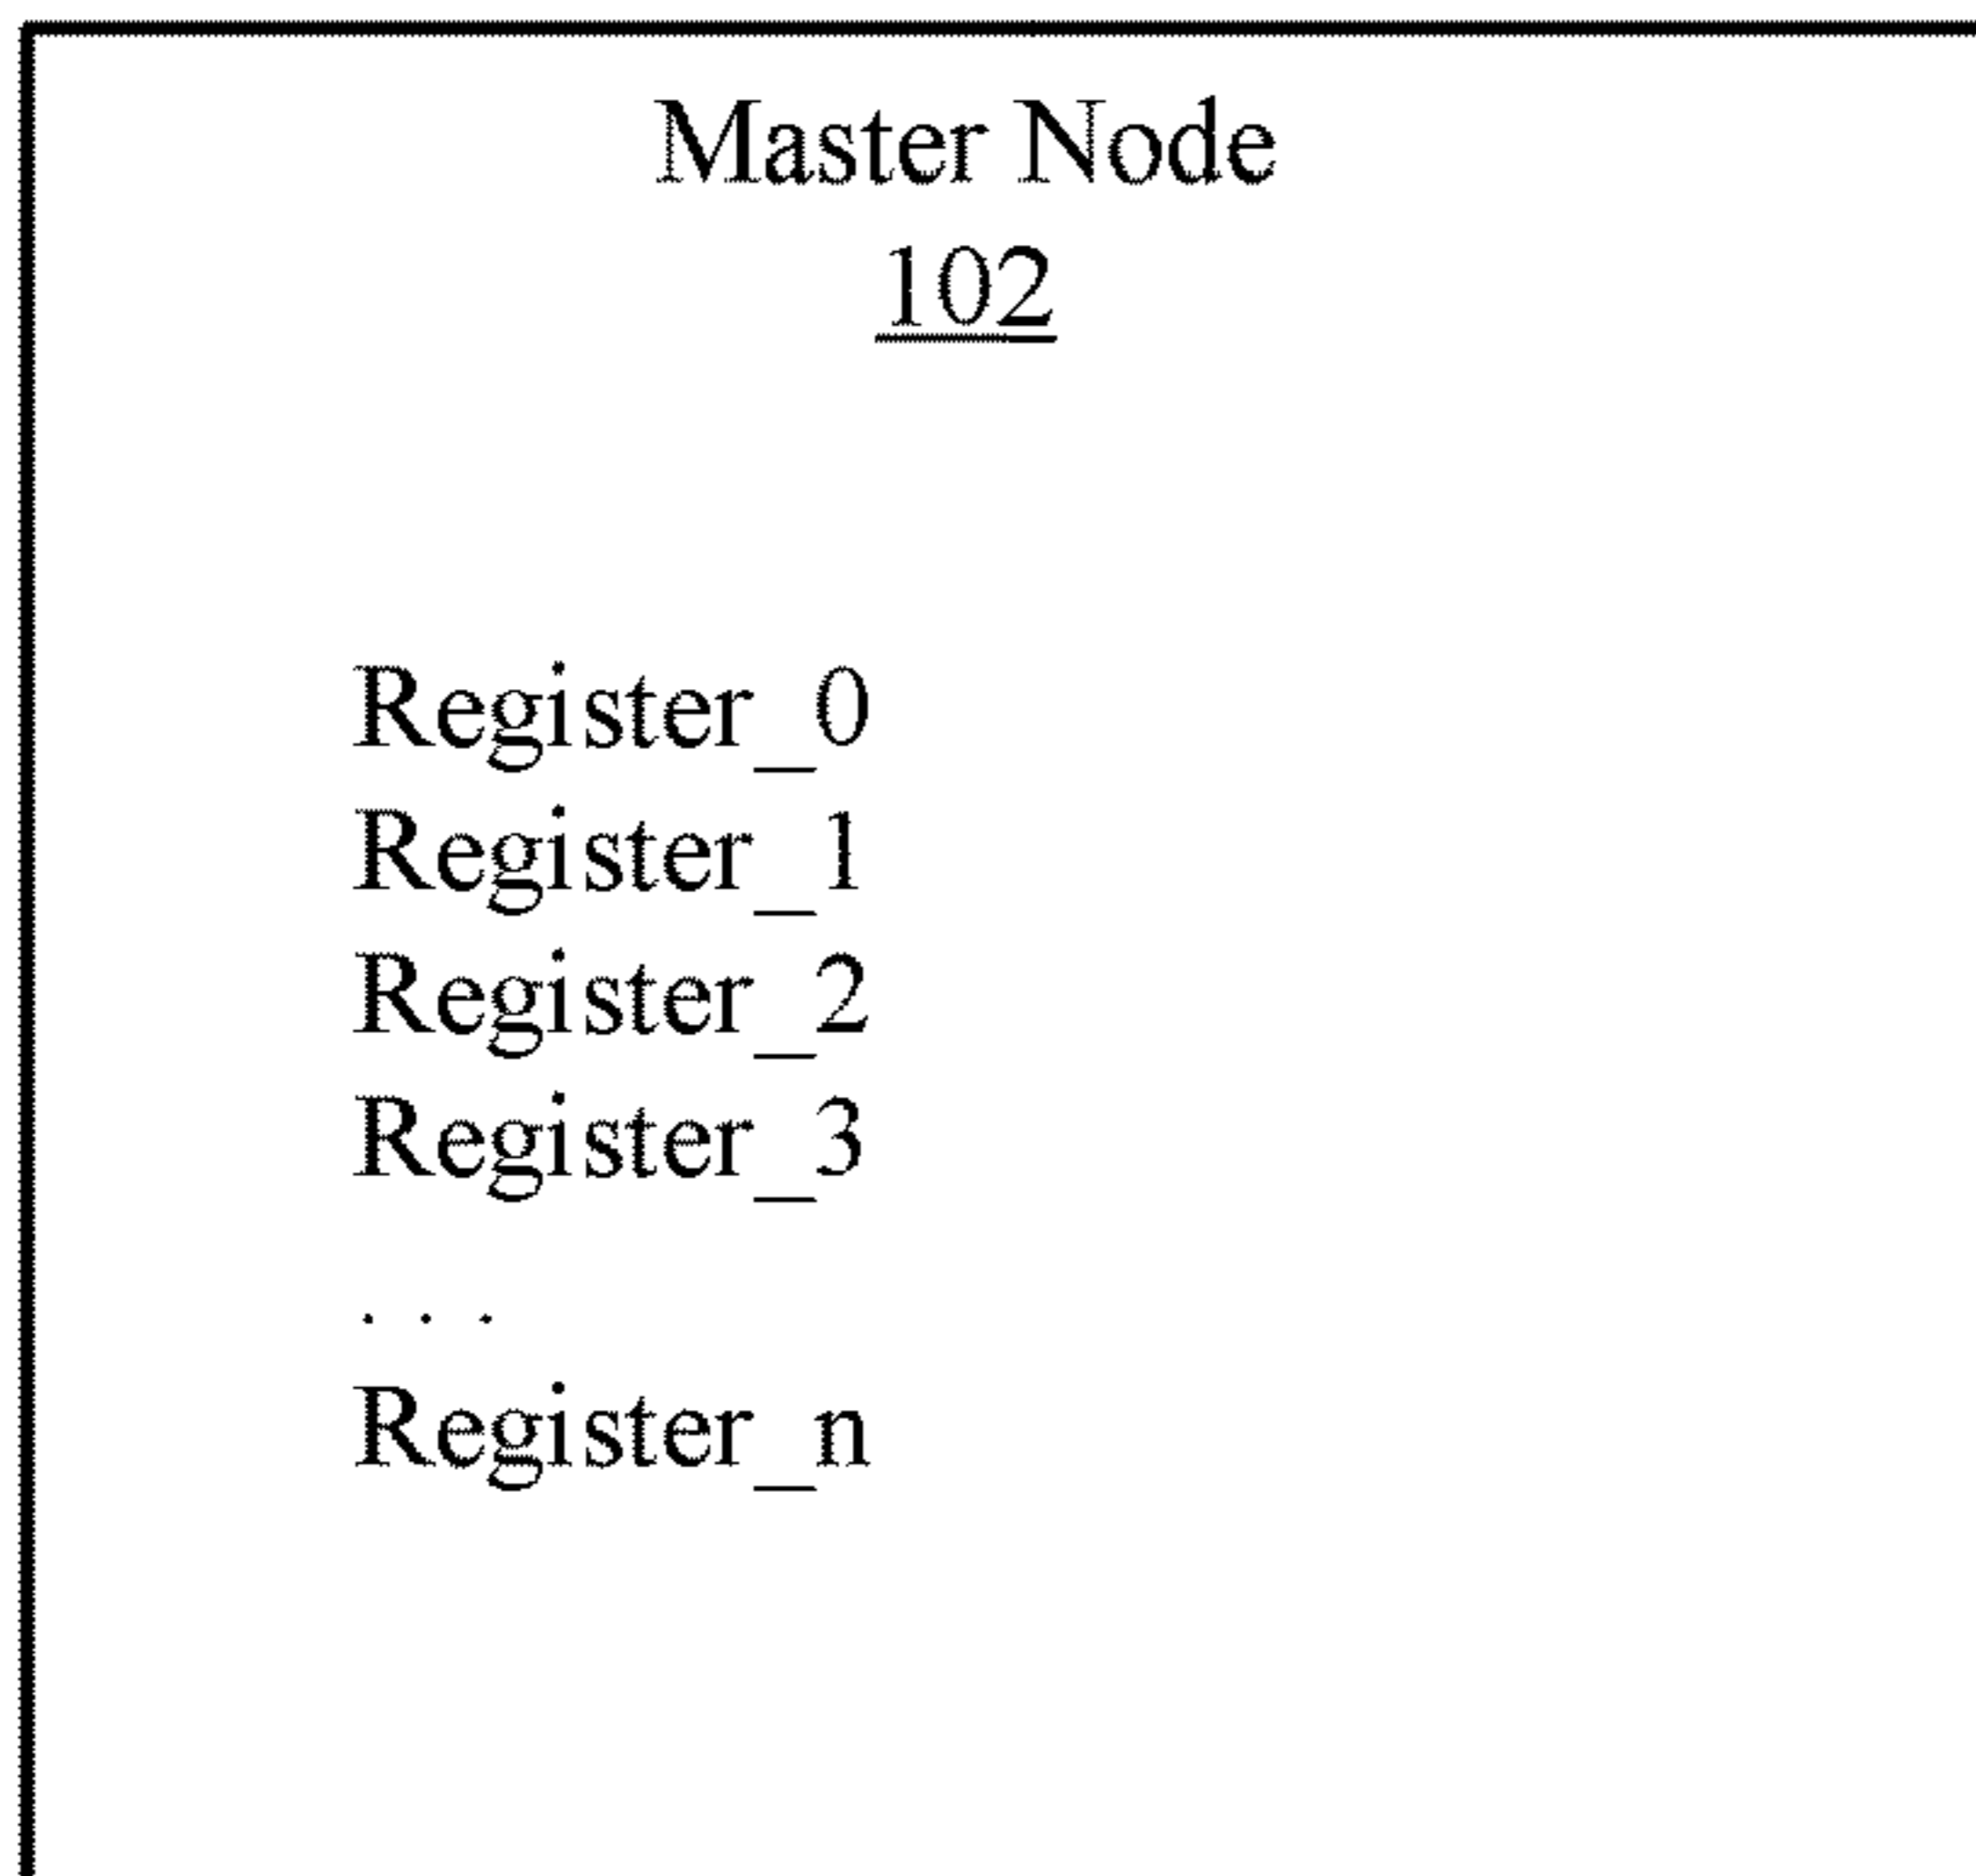 Master Node
102
Register_0
Register_1
Register_2
Register_3
. . .
Register_n